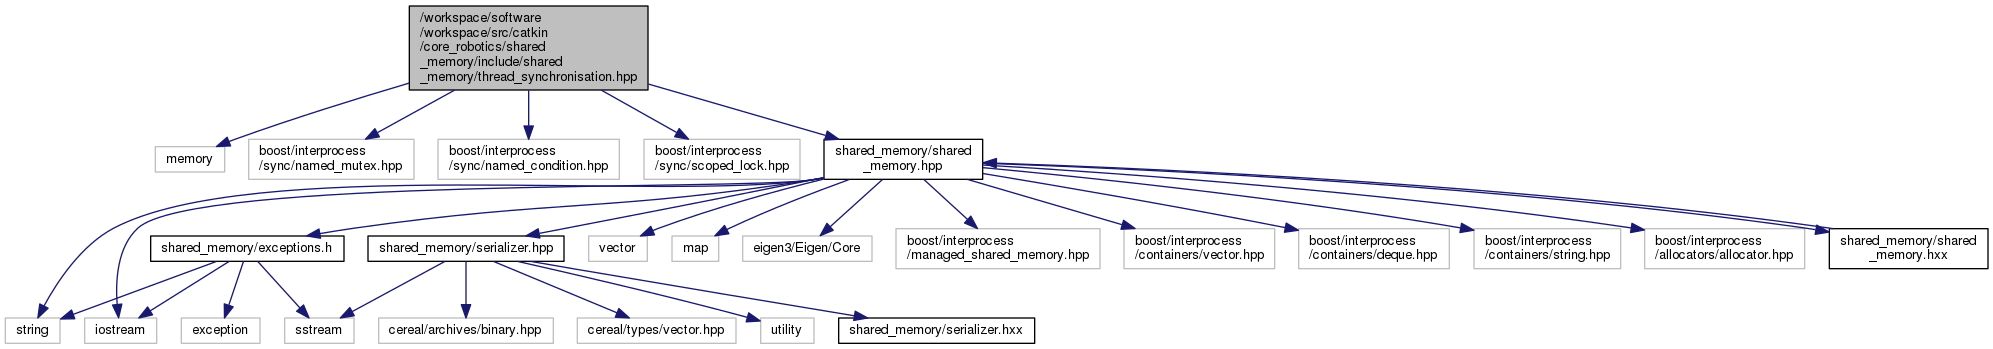 /workspace/software
/workspace/src/catkin
/core_robotics/shared
_memory/include/shared
_memory/thread_synchronisation.hpp
memory
boost/interprocess
/sync/named_mutex.hpp
boost/interprocess
/sync/named_condition.hpp
boost/interprocess
/sync/scoped_lock.hpp
shared_memory/shared
_memory.hpp
shared_memory/exceptions.h
shared_memory/serializer.hpp
vector
map
eigen3/Eigen/Core
boost/interprocess
/managed_shared_memory.hpp
boost/interprocess
/containers/vector.hpp
boost/interprocess
/containers/deque.hpp
boost/interprocess
/containers/string.hpp
boost/interprocess
/allocators/allocator.hpp
shared_memory/shared
_memory.hxx
string
iostream
exception
sstream
cereal/archives/binary.hpp
cereal/types/vector.hpp
utility
shared_memory/serializer.hxx